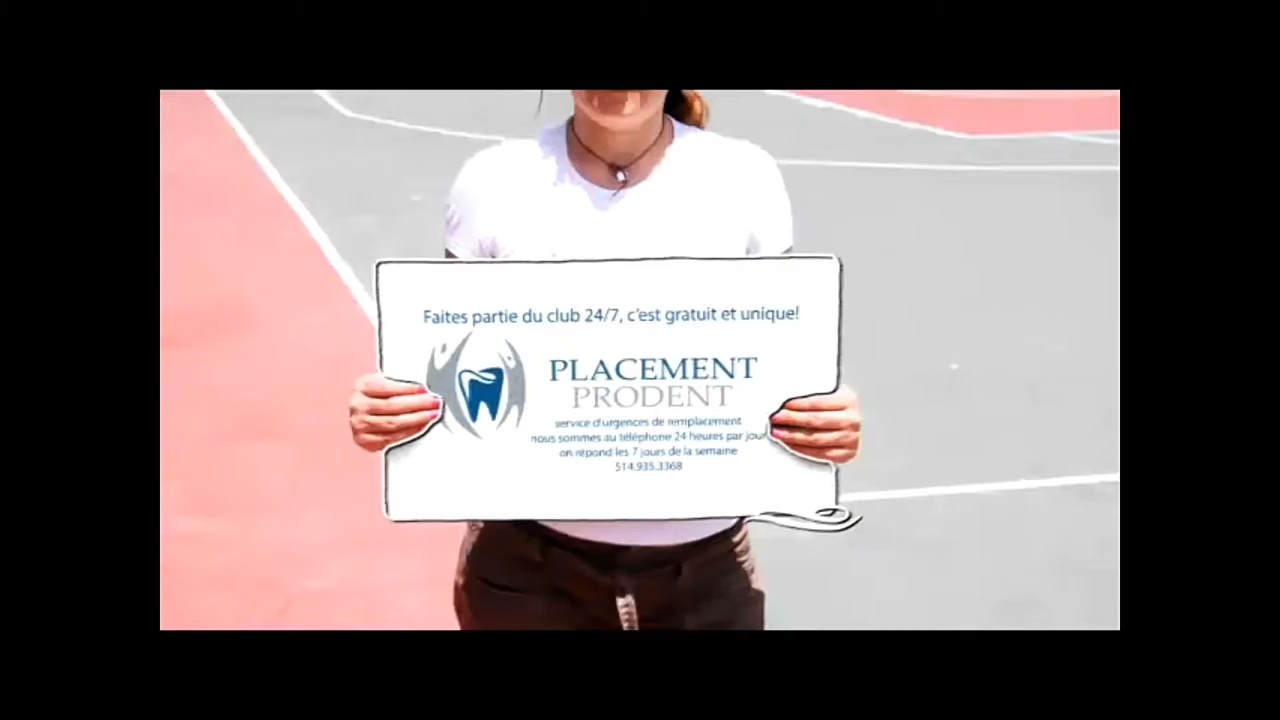 Faites partie du club 24/7, c'est gratuit et unique!
PLACEMENT
PRODENT
service d'urgences de remplacement
nous sommes au téléphone 24 heures par jour
on répond les 7 jours de la semaine
514.935.3368